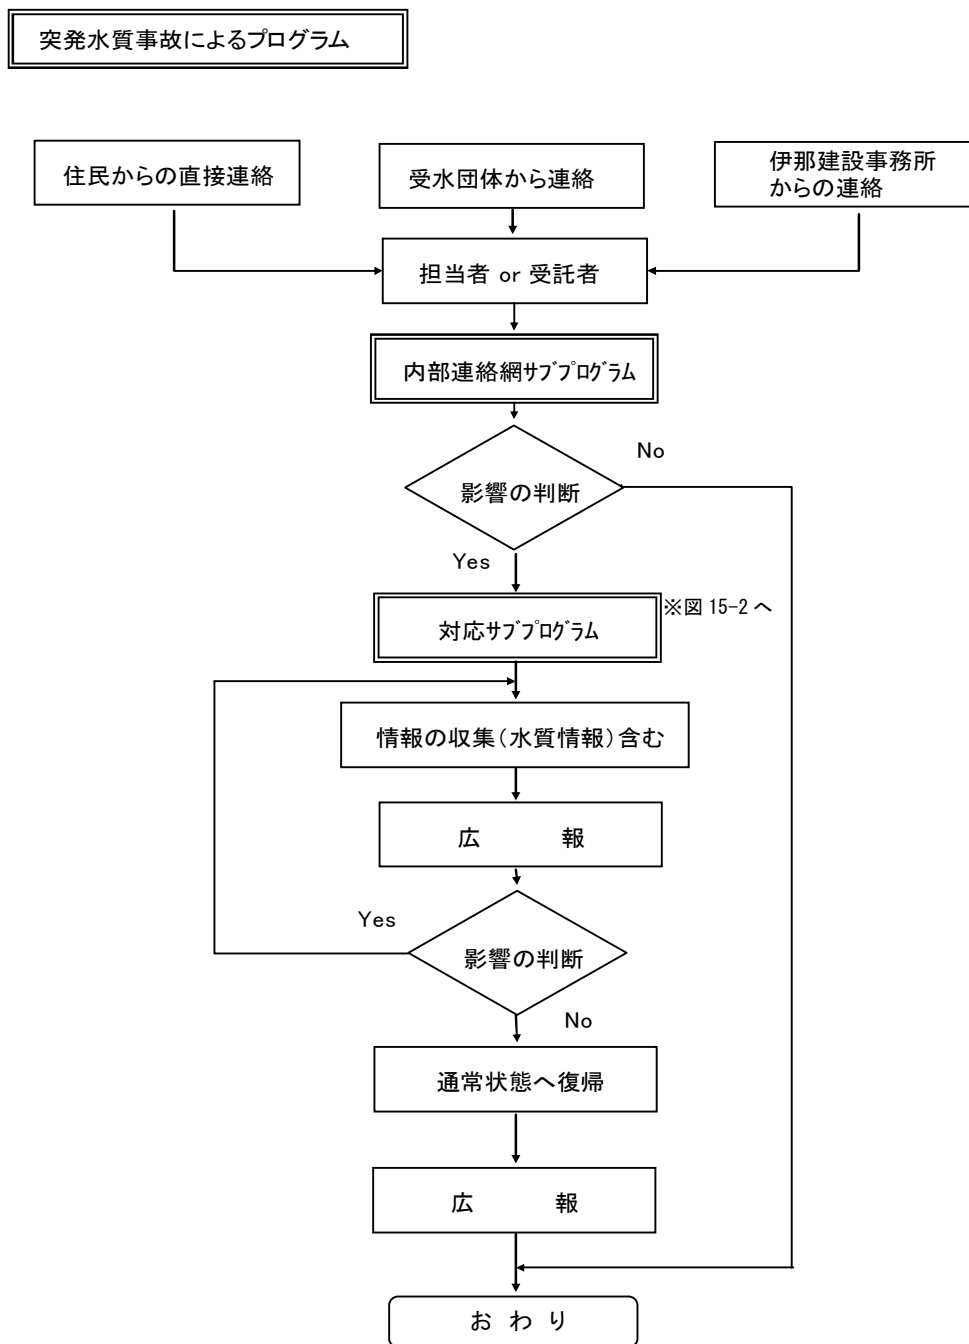 突発水質事故によるプログラム
住民からの直接連絡
受水団体から連絡
伊那建設事務所
からの連絡
担当者 or 受託者
内部連絡網ｻﾌﾞﾌﾟﾛｸﾞﾗﾑ
No
影響の判断
Yes
対応ｻﾌﾞﾌﾟﾛｸﾞﾗﾑ
※図 15-2 へ
情報の収集（水質情報）含む
広　　　報
Yes
影響の判断
No
通常状態へ復帰
広　　　報
お わ り